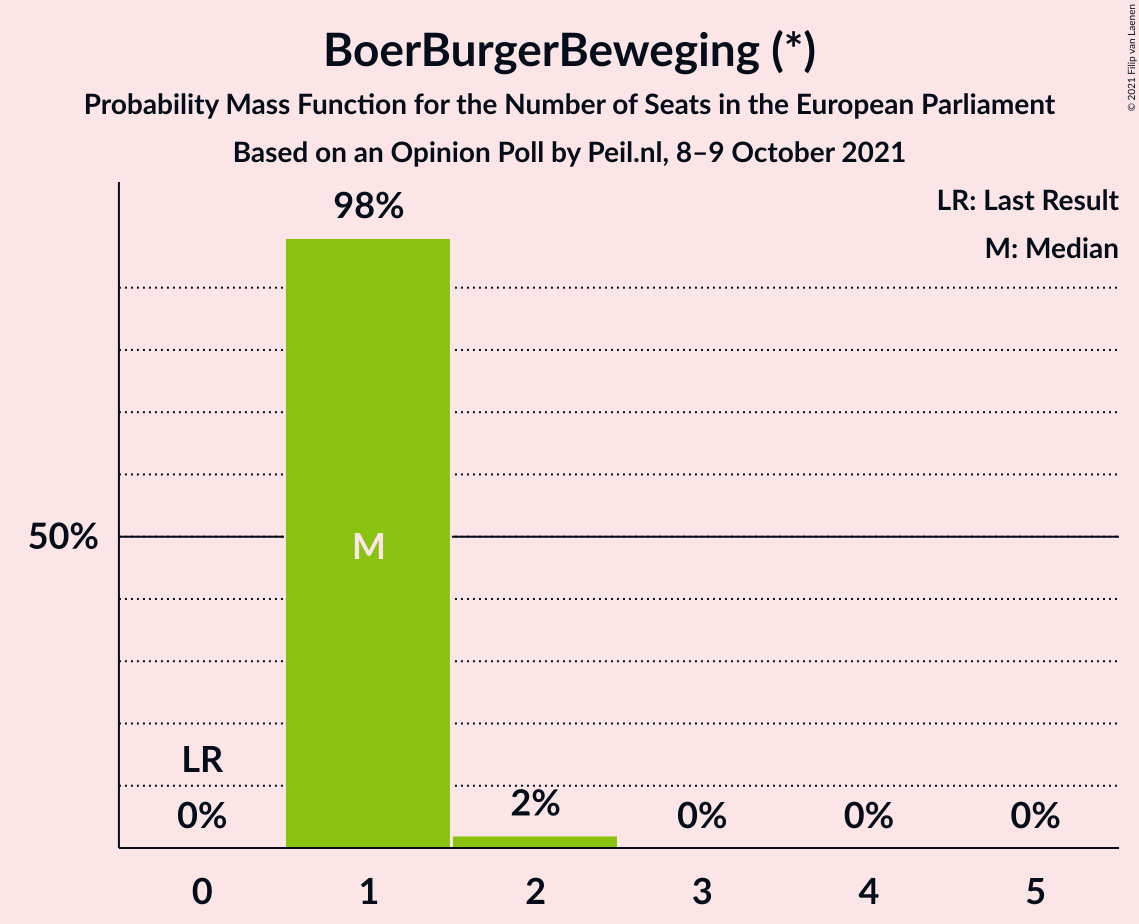 BoerBurgerBeweging (*)
Probability Mass Function for the Number of Seats in the European Parliament
Based on an Opinion Poll by Peil.nl, 8–9 October 2021
© 2021 Filip van Laenen
LR: Last Result
M: Median
98%
50%
M
LR
0%
2%
0%
0%
0%
0
1
2
3
4
5